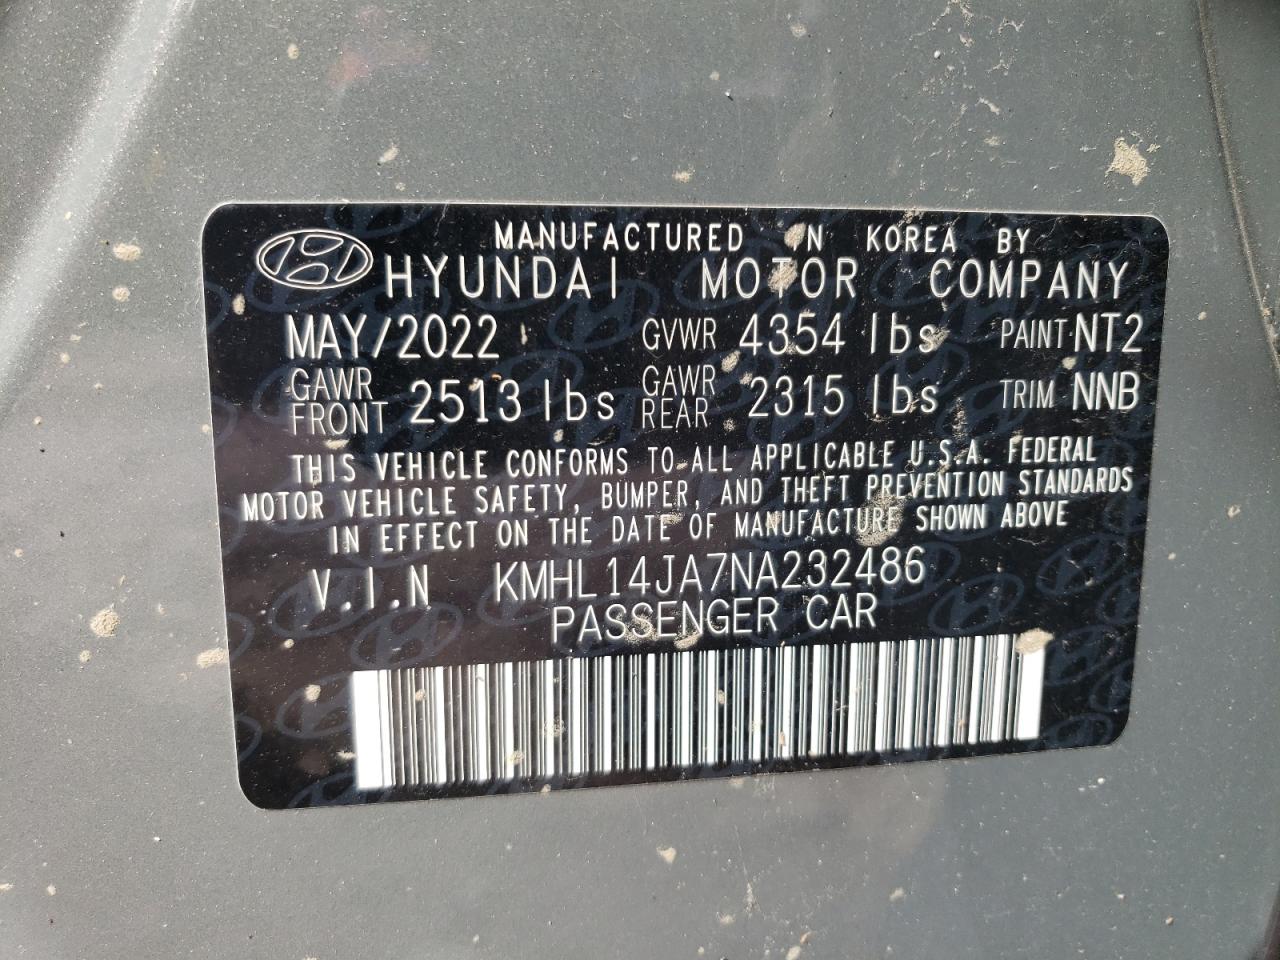 MANUFACTURED IN KOREA BY
HYUNDAI MOTOR COMPANY
MAY/2022 GVWR 4354 lbs PAINT NT2
GAWR FRONT 2513 lbs GAWR REAR 2315 lbs TRIM NNB
THIS VEHICLE CONFORMS TO ALL APPLICABLE U.S.A. FEDERAL
MOTOR VEHICLE SAFETY, BUMPER, AND THEFT PREVENTION STANDARDS
IN EFFECT ON THE DATE OF MANUFACTURE SHOWN ABOVE
V.I.N KMHL14JA7NA232486
PASSENGER CAR